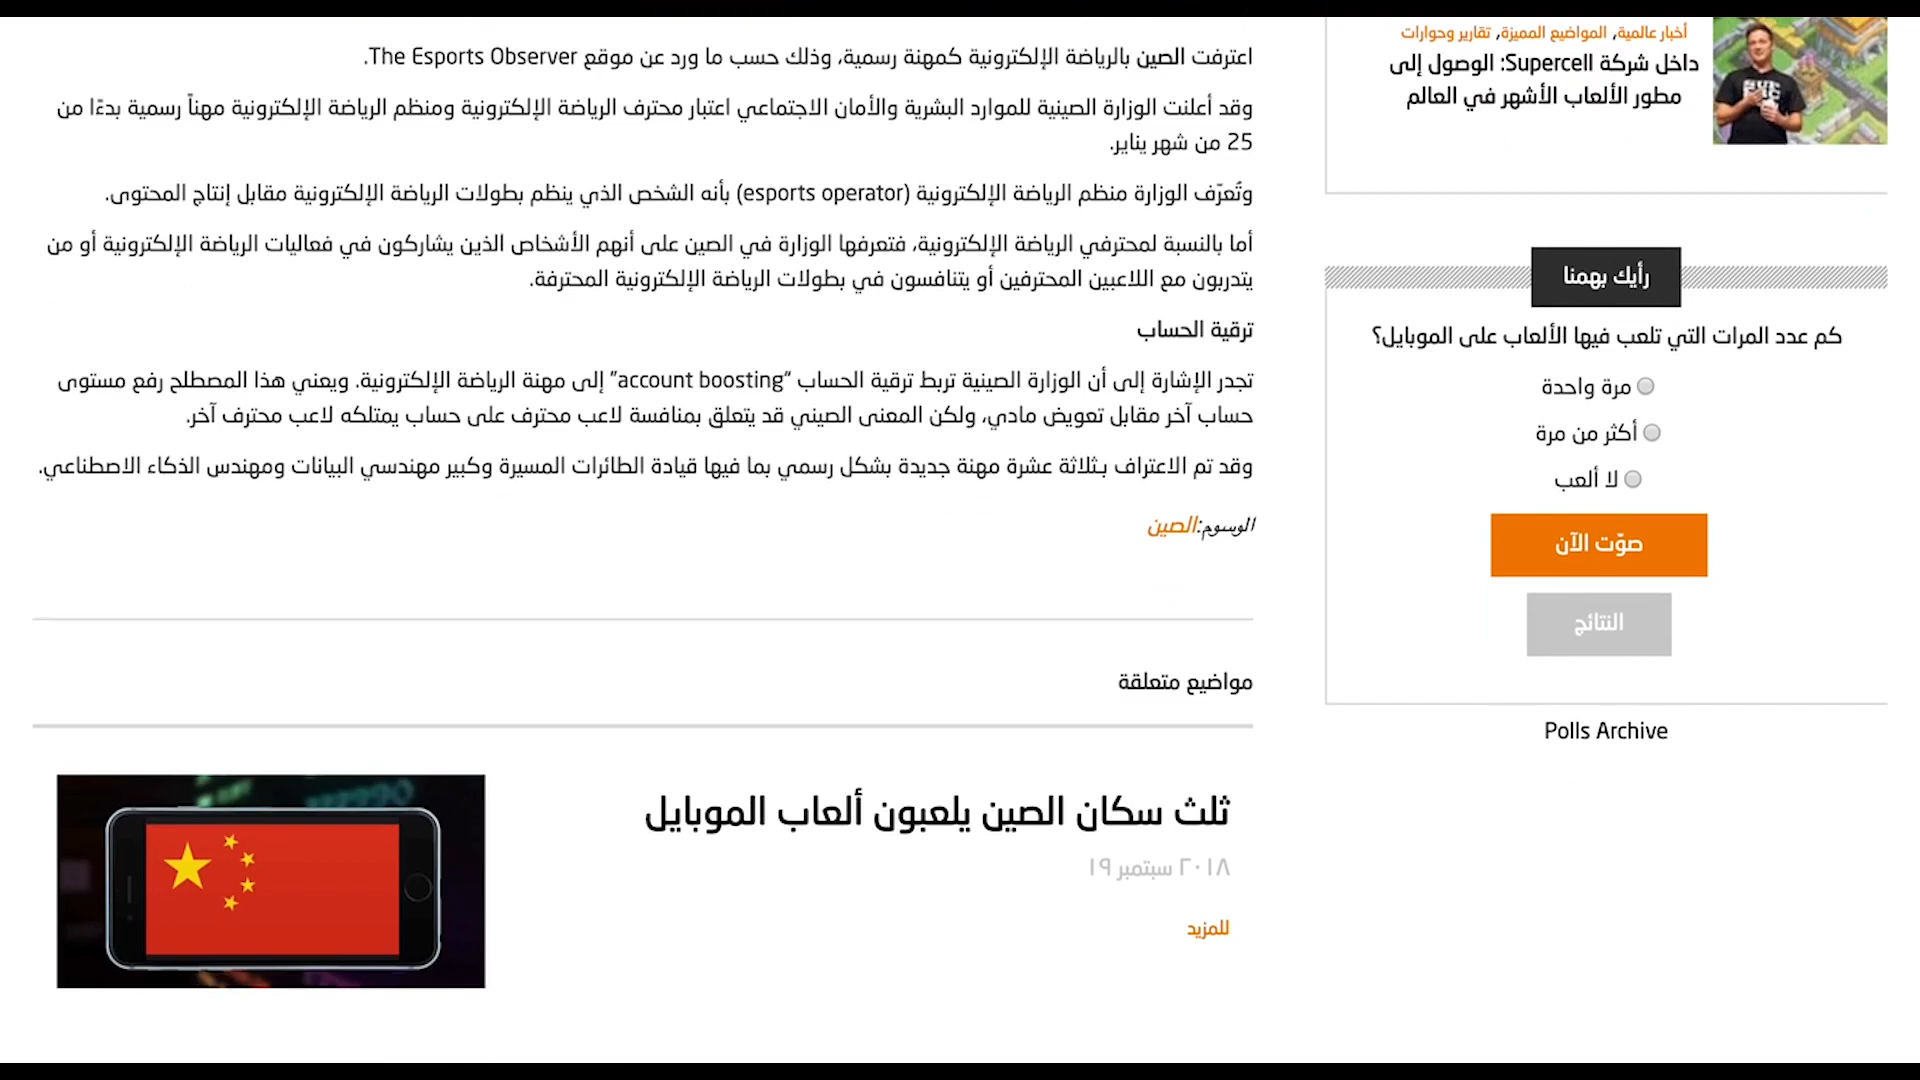 اعترفت الصين بالرياضة الإلكترونية كمهنة رسمية، وذلك حسب ما ورد عن موقع The Esports Observer.
وقد أعلنت الوزارة الصينية للموارد البشرية والأمان الاجتماعي اعتبار محترف الرياضة الإلكترونية ومنظم الرياضة الإلكترونية مهناً رسمية بدءًا من
25 من شهر يناير.
وتُعرّف الوزارة منظم الرياضة الإلكترونية (esports operator) بأنه الشخص الذي ينظم بطولات الرياضة الإلكترونية مقابل إنتاج المحتوى.
أما بالنسبة لمحترفي الرياضة الإلكترونية، فتعرفها الوزارة في الصين على أنهم الأشخاص الذين يشاركون في فعاليات الرياضة الإلكترونية أو من
يتدربون مع اللاعبين المحترفين أو يتنافسون في بطولات الرياضة الإلكترونية المحترفة.
ترقية الحساب
تجدر الإشارة إلى أن الوزارة الصينية تربط ترقية الحساب “account boosting” إلى مهنة الرياضة الإلكترونية. ويعني هذا المصطلح رفع مستوى
حساب آخر مقابل تعويض مادي، ولكن المعنى الصيني قد يتعلق بمنافسة لاعب محترف على حساب يمتلكه لاعب محترف آخر.
وقد تم الاعتراف بثلاثة عشرة مهنة جديدة بشكل رسمي بما فيها قيادة الطائرات المسيرة وكبير مهندسي البيانات ومهندس الذكاء الاصطناعي.
الوسوم:الصين
مواضيع متعلقة
ثلث سكان الصين يلعبون ألعاب الموبايل
٢٠١٨ سبتمبر ١٩
للمزيد
أخبار عالمية, المواضيع المميزة, تقارير وحوارات
داخل شركة Supercell: الوصول إلى
مطور الألعاب الأشهر في العالم
رأيك بهمنا
كم عدد المرات التي تلعب فيها الألعاب على الموبايل؟
مرة واحدة
أكثر من مرة
لا ألعب
صوّت الآن
النتائج
Polls Archive